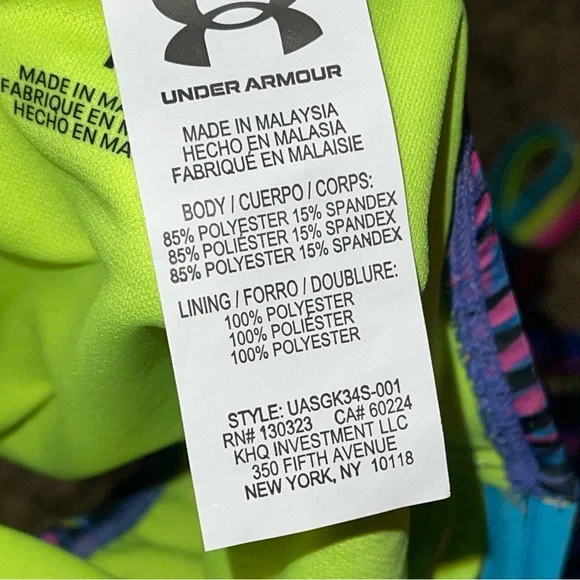 MADE IN MA
FABRIQUE EN M
HECHO EN MA
UNDER ARMOUR
MADE IN MALAYSIA
HECHO EN MALASIA
FABRIQUÉ EN MALAISIE
BODY / CUERPO / CORPS:
85% POLYESTER 15% SPANDEX
85% POLIÉSTER 15% SPANDEX
85% POLYESTER 15% SPANDEX
LINING / FORRO / DOUBLURE:
100% POLYESTER
100% POLIÉSTER
100% POLYESTER
STYLE: UASGK34S-001
RN# 130323 CA# 60224
KHQ INVESTMENT LLC
350 FIFTH AVENUE
NEW YORK, NY 10118